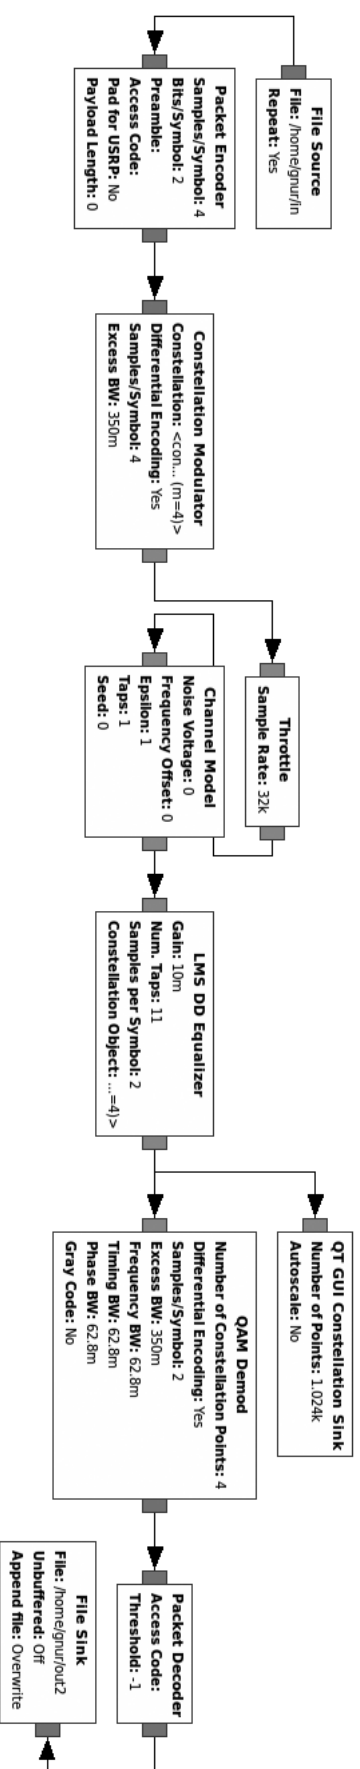 File Source
File: /home/gnur/in
Repeat: Yes
Packet Encoder
Samples/Symbol: 4
Bits/Symbol: 2
Preamble:
Access Code:
Pad for USRP: No
Payload Length: 0
Constellation Modulator
Constellation: <con... (m=4)>
Differential Encoding: Yes
Samples/Symbol: 4
Excess BW: 350m
Throttle
Sample Rate: 32k
Channel Model
Noise Voltage: 0
Frequency Offset: 0
Epsilon: 1
Taps: 1
Seed: 0
LMS DD Equalizer
Gain: 10m
Num. Taps: 11
Samples per Symbol: 2
Constellation Object: ...=4)>
QT GUI Constellation Sink
Number of Points: 1.024k
Autoscale: No
QAM Demod
Number of Constellation Points: 4
Differential Encoding: Yes
Samples/Symbol: 2
Excess BW: 350m
Frequency BW: 62.8m
Timing BW: 62.8m
Phase BW: 62.8m
Gray Code: No
Packet Decoder
Access Code:
Threshold: -1
File Sink
File: /home/gnur/out2
Unbuffered: Off
Append file: Overwrite